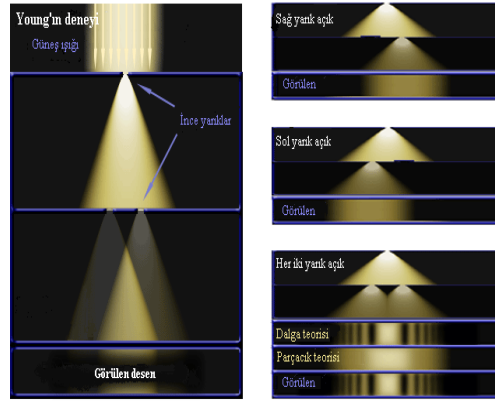 Young'ın deneyi
Güneş ışığı
İnce yarıklar
Görülen desen
Sağ yarık açık
Görülen
Sol yarık açık
Görülen
Her iki yarık açık
Dalga teorisi
Parçacık teorisi
Görülen